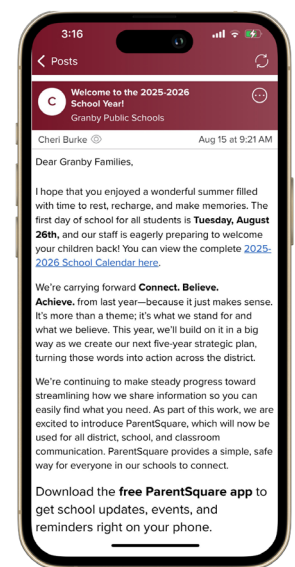 3:16
Posts
Welcome to the 2025-2026
School Year!
Granby Public Schools
C
Cheri Burke
Aug 15 at 9:21 AM
Dear Granby Families,
I hope that you enjoyed a wonderful summer filled
with time to rest, recharge, and make memories. The
first day of school for all students is Tuesday, August
26th, and our staff is eagerly preparing to welcome
your children back! You can view the complete 2025-
2026 School Calendar here.
We’re carrying forward Connect. Believe.
Achieve. from last year—because it just makes sense.
It’s more than a theme; it’s what we stand for and
what we believe. This year, we’ll build on it in a big
way as we create our next five-year strategic plan,
turning those words into action across the district.
We’re continuing to make steady progress toward
streamlining how we share information so you can
easily find what you need. As part of this work, we are
excited to introduce ParentSquare, which will now be
used for all district, school, and classroom
communication. ParentSquare provides a simple, safe
way for everyone in our schools to connect.
Download the free ParentSquare app to
get school updates, events, and
reminders right on your phone.